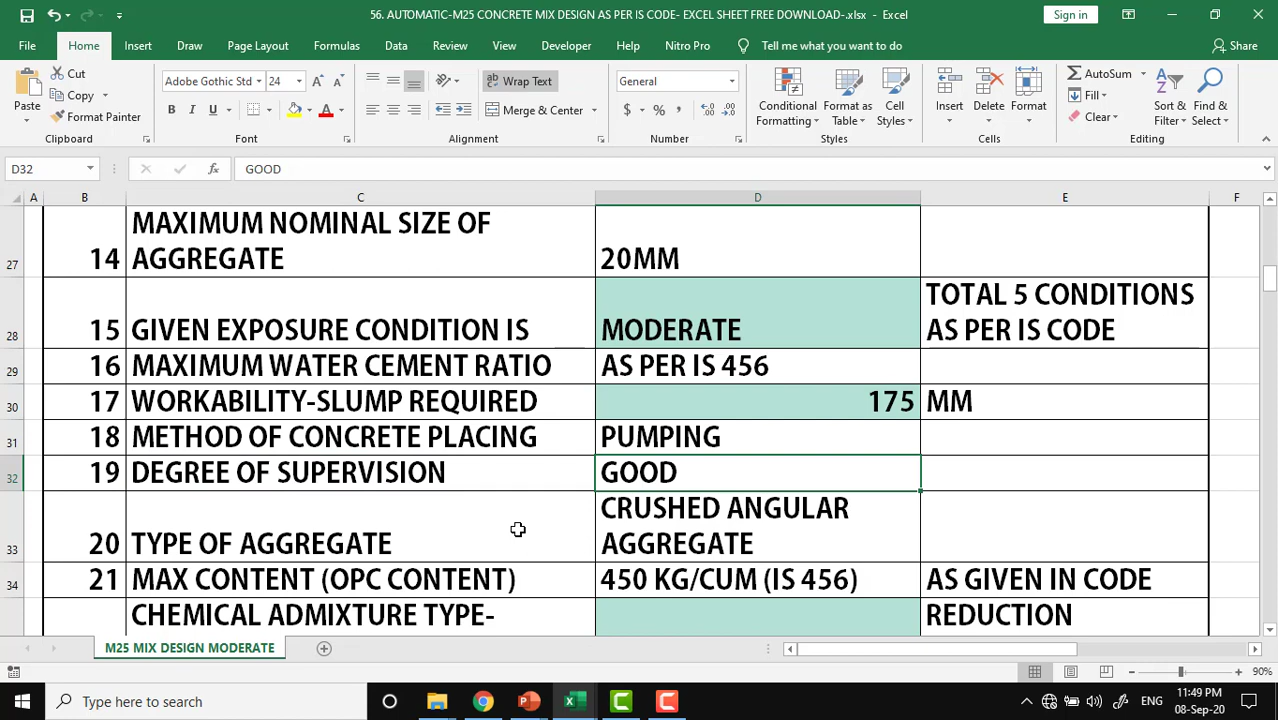 56. AUTOMATIC-M25 CONCRETE MIX DESIGN AS PER IS CODE- EXCEL SHEET FREE DOWNLOAD-.xlsx - Excel
Sign in
File Home Insert Draw Page Layout Formulas Data Review View Developer Help Nitro Pro Tell me what you want to do Share
Paste
Cut
Copy
Format Painter
Clipboard
Adobe Gothic Std 24
B I U
Font
Wrap Text
Merge & Center
Alignment
General
$ % ,
Number
Conditional Formatting
Format as Table
Cell Styles
Styles
Insert Delete Format
Cells
AutoSum
Fill
Clear
Sort & Filter
Find & Select
Editing
D32 fx GOOD
A B C D E F
27 14 MAXIMUM NOMINAL SIZE OF
AGGREGATE 20MM
28 15 GIVEN EXPOSURE CONDITION IS MODERATE TOTAL 5 CONDITIONS
AS PER IS CODE
29 16 MAXIMUM WATER CEMENT RATIO AS PER IS 456
30 17 WORKABILITY-SLUMP REQUIRED 175 MM
31 18 METHOD OF CONCRETE PLACING PUMPING
32 19 DEGREE OF SUPERVISION GOOD
33 20 TYPE OF AGGREGATE CRUSHED ANGULAR
AGGREGATE
34 21 MAX CONTENT (OPC CONTENT) 450 KG/CUM (IS 456) AS GIVEN IN CODE
CHEMICAL ADMIXTURE TYPE- REDUCTION
M25 MIX DESIGN MODERATE
90%
Type here to search
ENG
11:49 PM
08-Sep-20